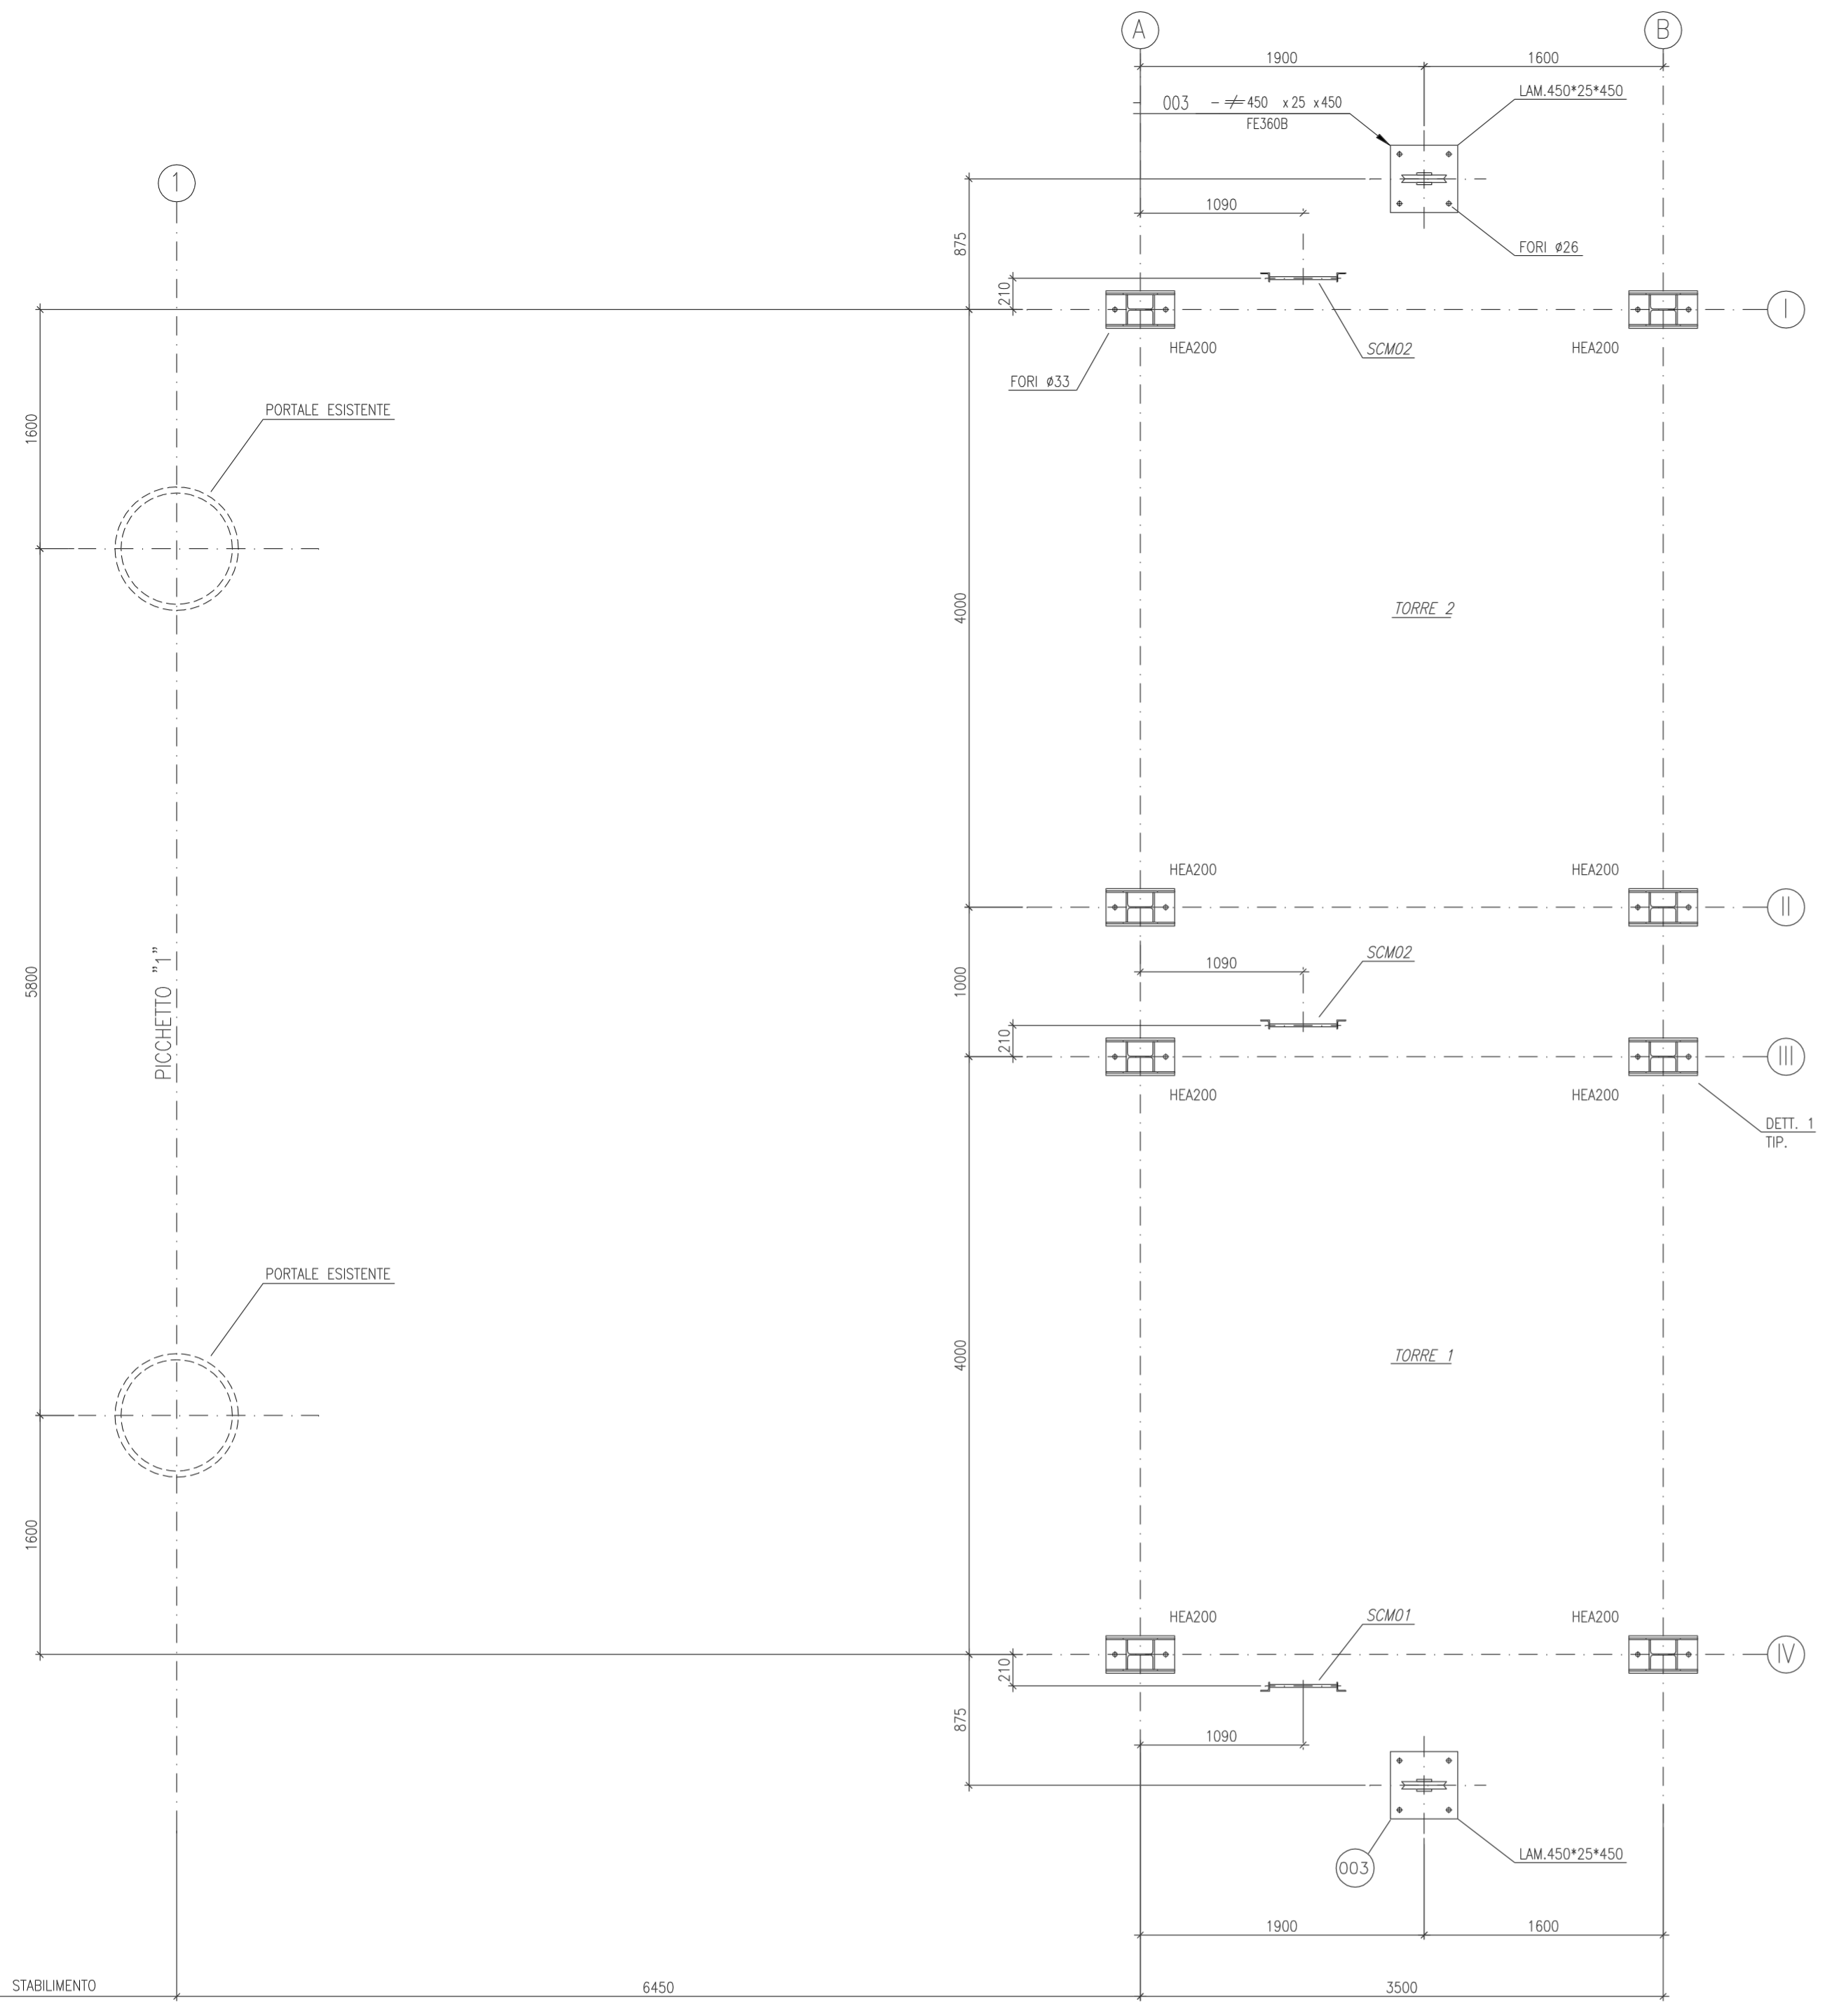 A
B
1900
1600
LAM.450*25*450
003 - ≠ 450 x 25 x 450
FE360B
1
1090
875
FORI ø26
210
I
HEA200
SCM02
HEA200
FORI ø33
PORTALE ESISTENTE
1600
4000
TORRE 2
HEA200
HEA200
II
SCM02
1090
5800
PICCHETTO "1"
1000
210
III
HEA200
HEA200
DETT. 1
TIP.
PORTALE ESISTENTE
4000
TORRE 1
1600
HEA200
SCM01
HEA200
IV
210
875
1090
LAM.450*25*450
003
1900
1600
STABILIMENTO
6450
3500